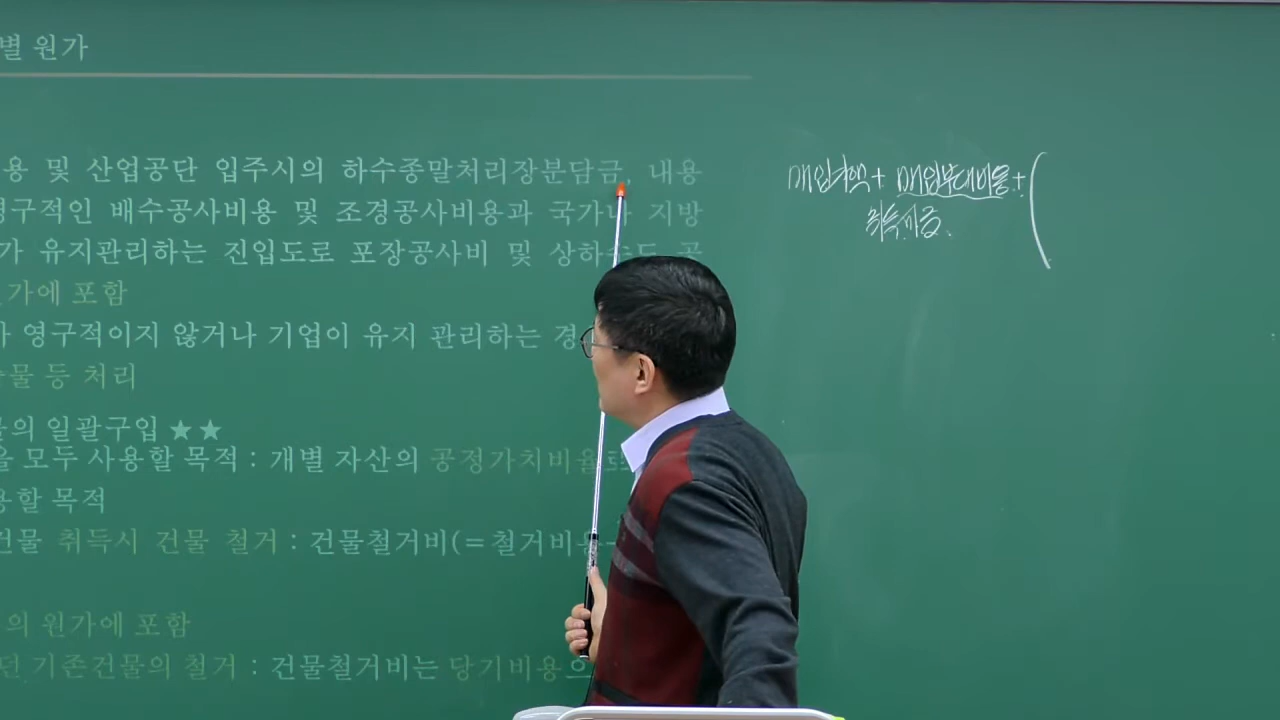 별 원가
용 및 산업공단 입주시의 하수종말처리장분담금, 내용
영구적인 배수공사비용 및 조경공사비용과 국가나 지방
가 유지관리하는 진입도로 포장공사비 및 상하수도 공
가에 포함
영구적이지 않거나 기업이 유지 관리하는 경
물 등 처리
의 일괄구입 ★★
을 모두 사용할 목적 : 개별 자산의 공정가치비율로
용할 목적
건물 취득시 건물 철거 : 건물철거비(=철거비용-
의 원가에 포함
던 기존건물의 철거 : 건물철거비는 당기비용으
매입가액 + 매입부대비용 + (
취득세 등.